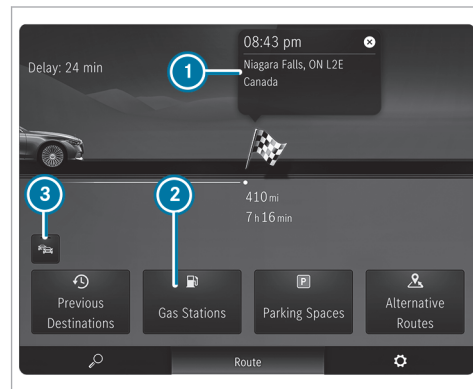 08:43 pm
Delay: 24 min
1
Niagara Falls, ON L2E
Canada
3
2
410 mi
7 h 16 min
P
Previous
Destinations
Gas Stations
Parking Spaces
Alternative
Routes
Route